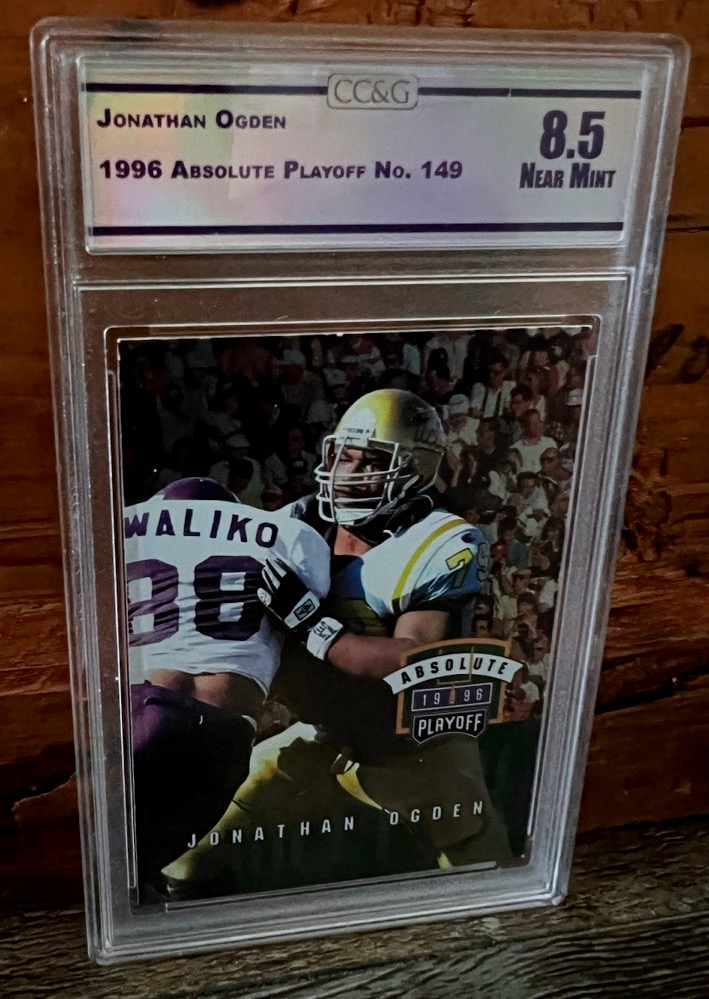 CC&G
JONATHAN OGDEN
1996 ABSOLUTE PLAYOFF NO. 149
8.5
NEAR MINT
WALIKO
88
79
ABSOLUTE
1996
PLAYOFF
JONATHAN OGDEN